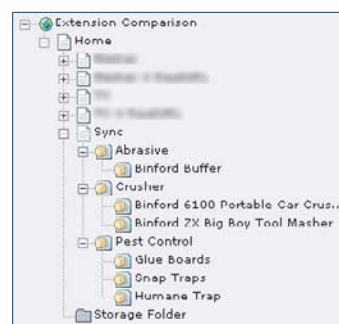 Extension Comparison
Home
Sync
Abrasive
Binford Buffer
Crusher
Binford 6100 Portable Car Crus..
Binford ZX Big Boy Tool Masher
Pest Control
Glue Boards
Snap Traps
Humane Trap
Storage Folder